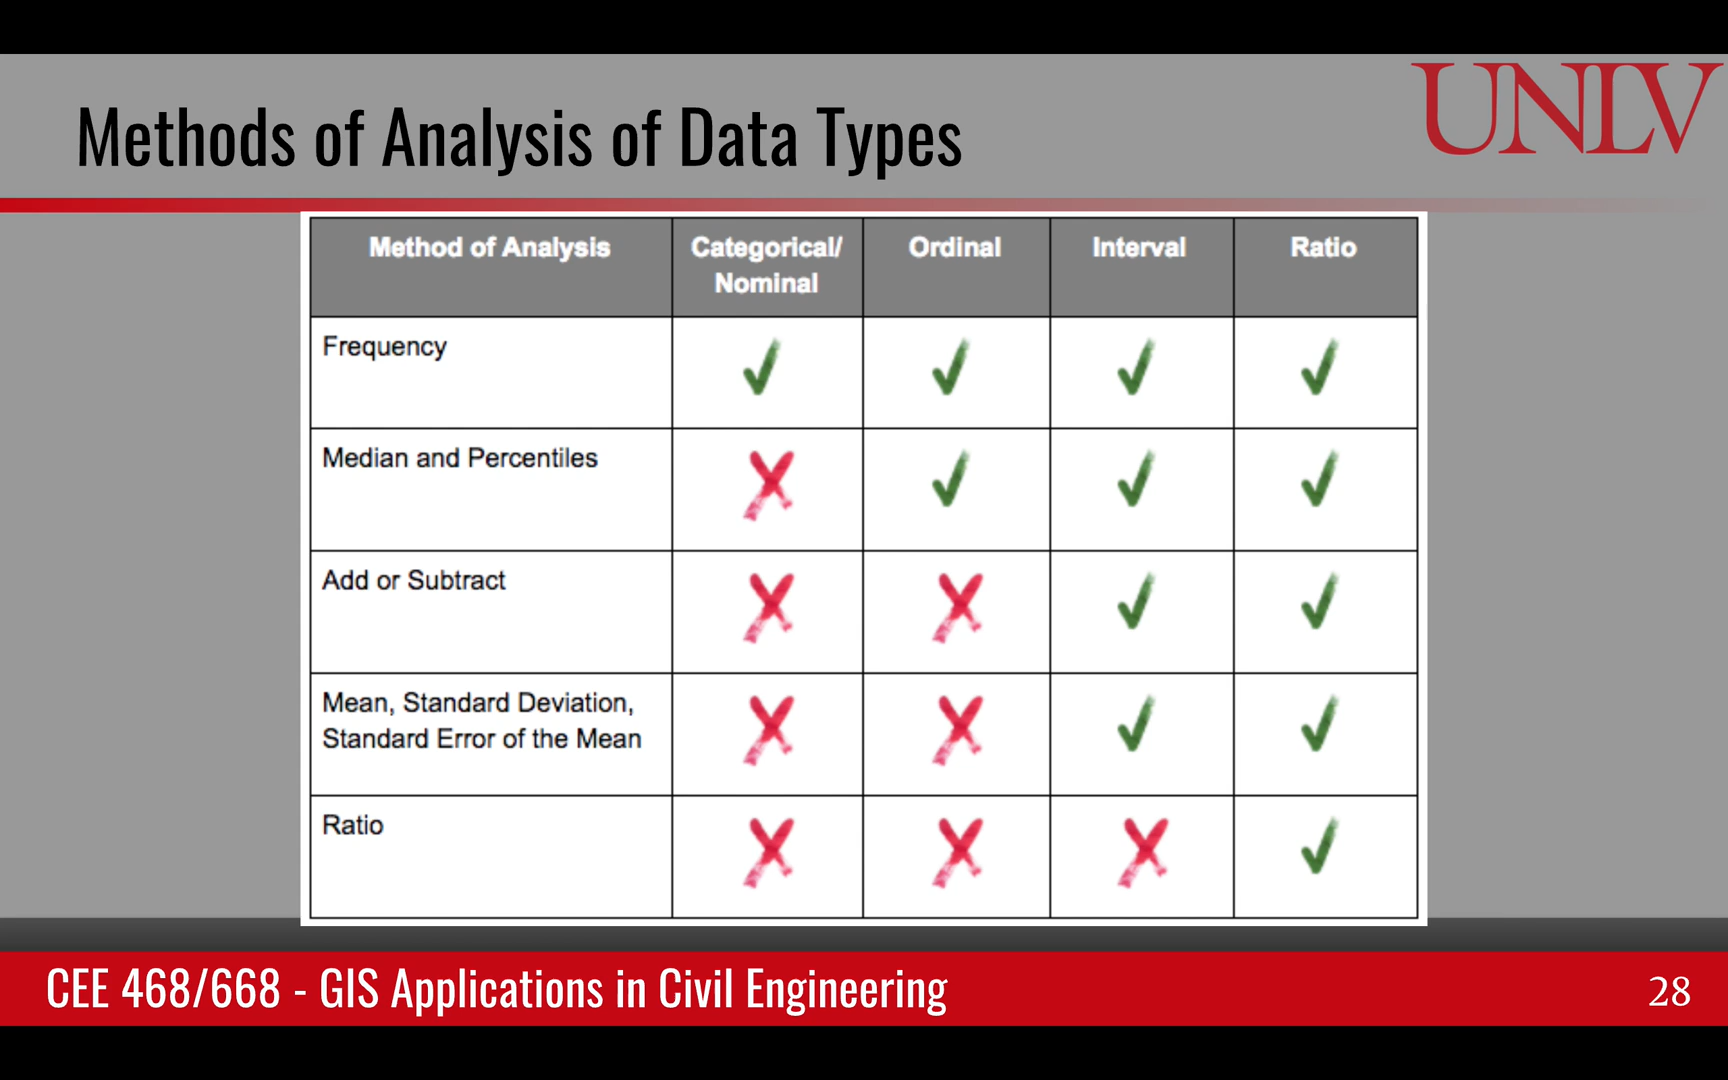 UNLV
Methods of Analysis of Data Types
Method of Analysis
Categorical/
Nominal
Ordinal
Interval
Ratio
Frequency
Median and Percentiles
Add or Subtract
Mean, Standard Deviation,
Standard Error of the Mean
Ratio
CEE 468/668 - GIS Applications in Civil Engineering
28